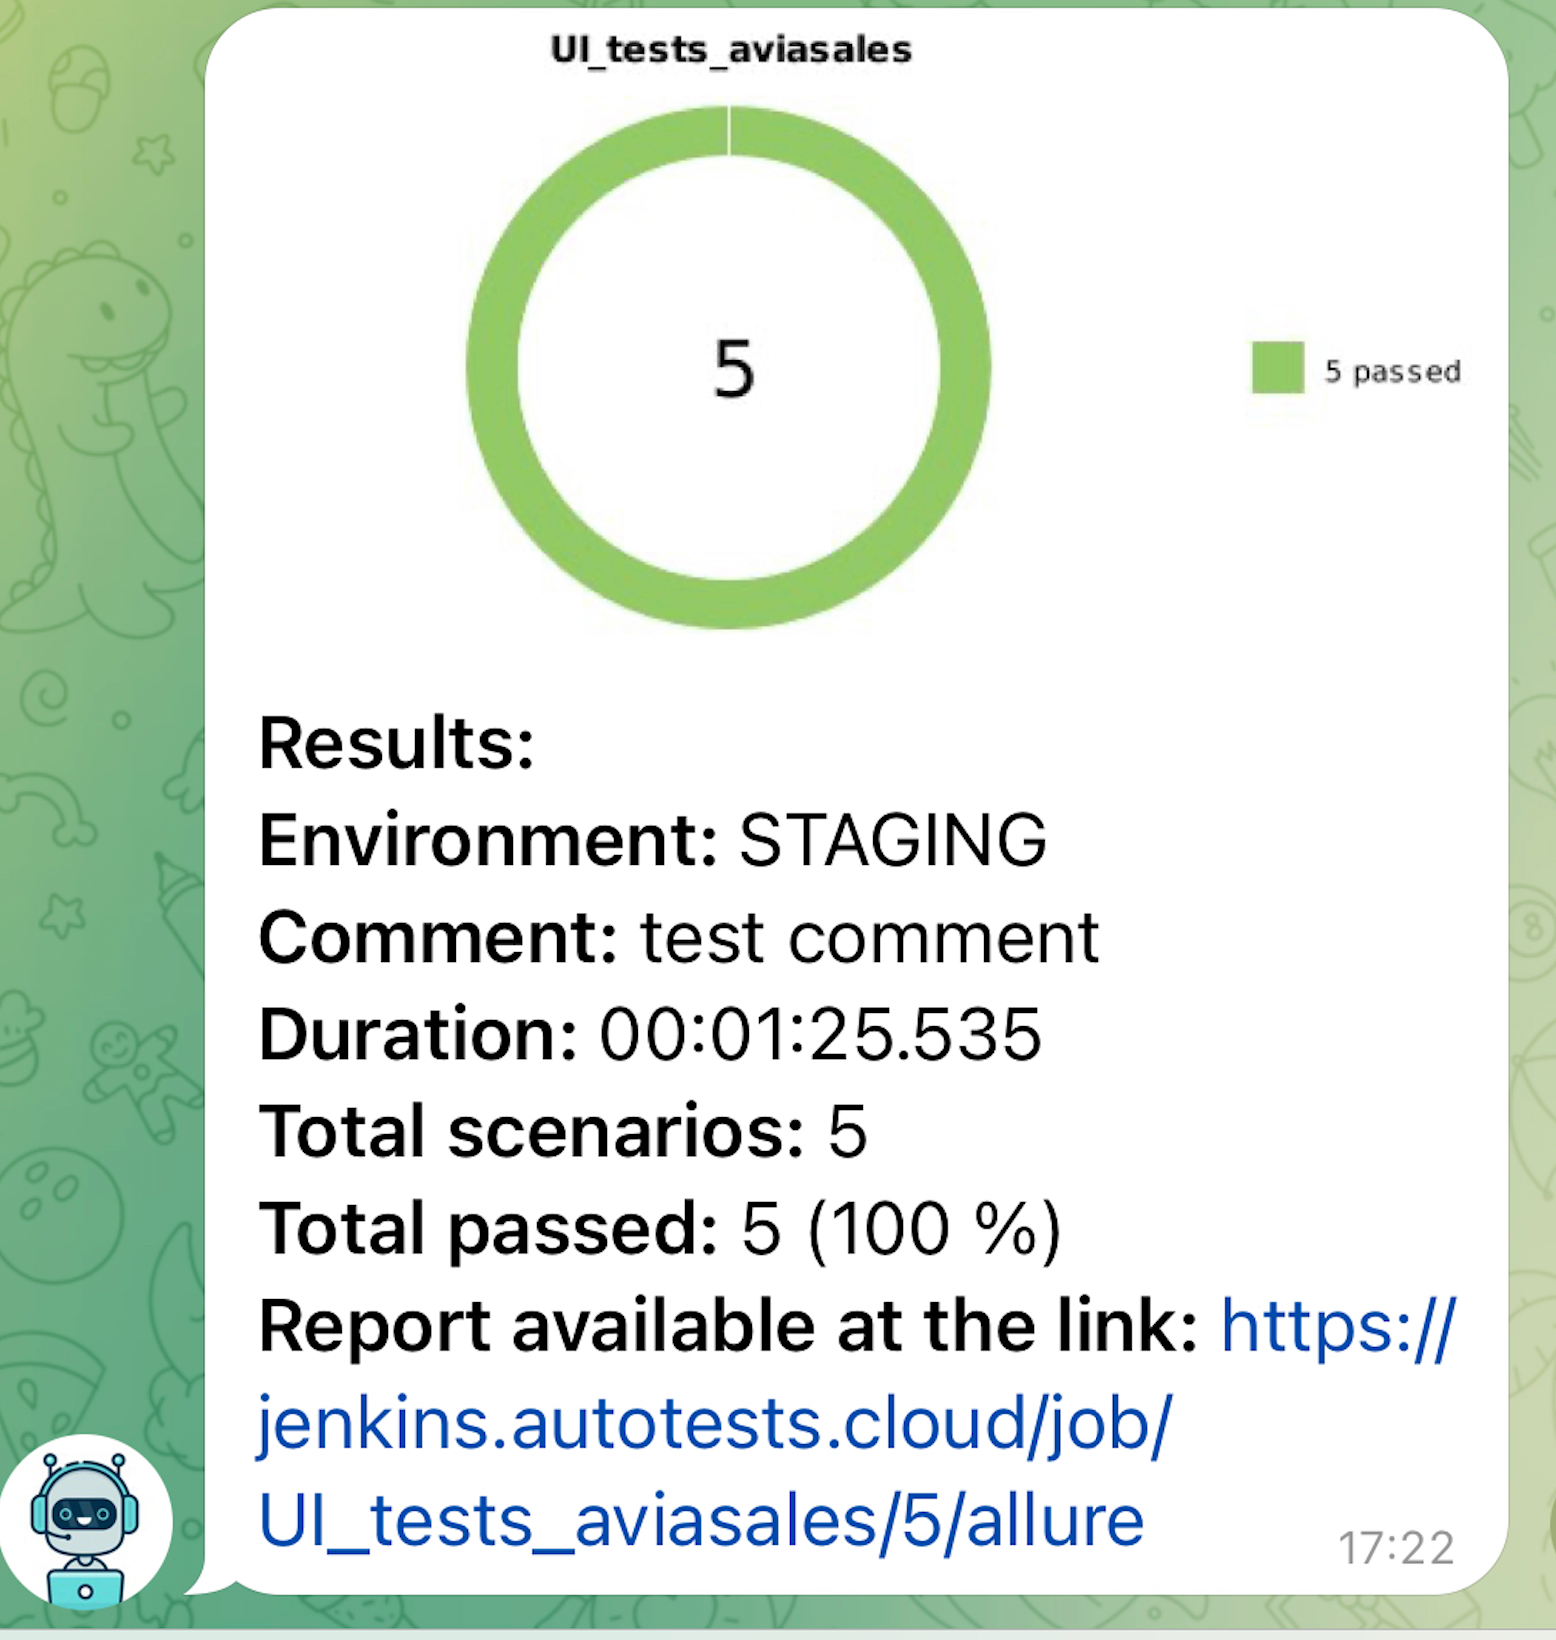 UI_tests_aviasales
5
5 passed
Results:
Environment: STAGING
Comment: test comment
Duration: 00:01:25.535
Total scenarios: 5
Total passed: 5 (100 %)
Report available at the link: https://
jenkins.autotests.cloud/job/
UI_tests_aviasales/5/allure
17:22
8